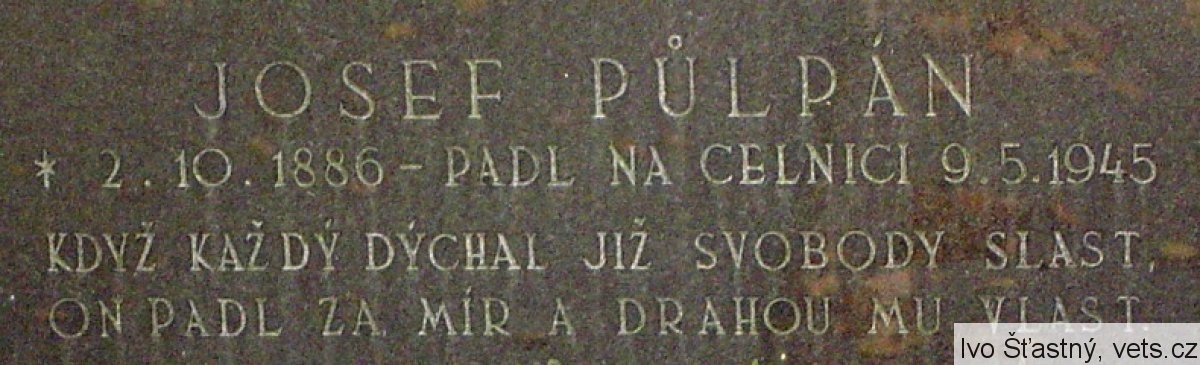 JOSEF PŮLPÁN
* 2.10.1886 - PADL NA CELNICI 9.5.1945
KDYŽ KAŽDÝ DÝCHAL JIŽ SVOBODY SLAST,
ON PADL ZA MÍR A DRAHOU MU VLAST.
Ivo Šťastný, vets.cz